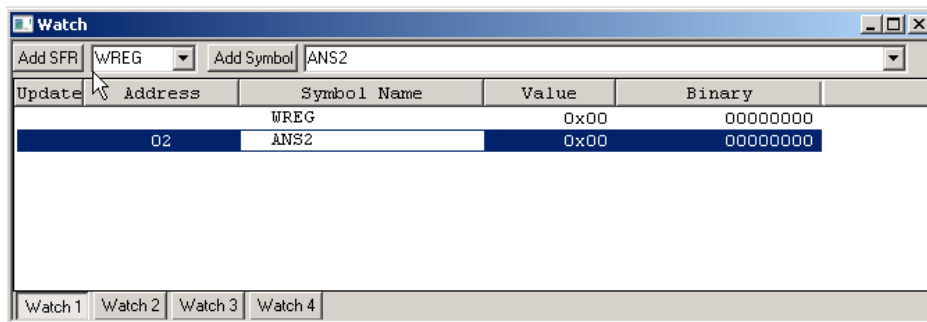 Watch
Add SFR WREG Add Symbol ANS2
Update Address Symbol Name Value Binary
WREG 0x00 00000000
02 ANS2 0x00 00000000
Watch 1 Watch 2 Watch 3 Watch 4